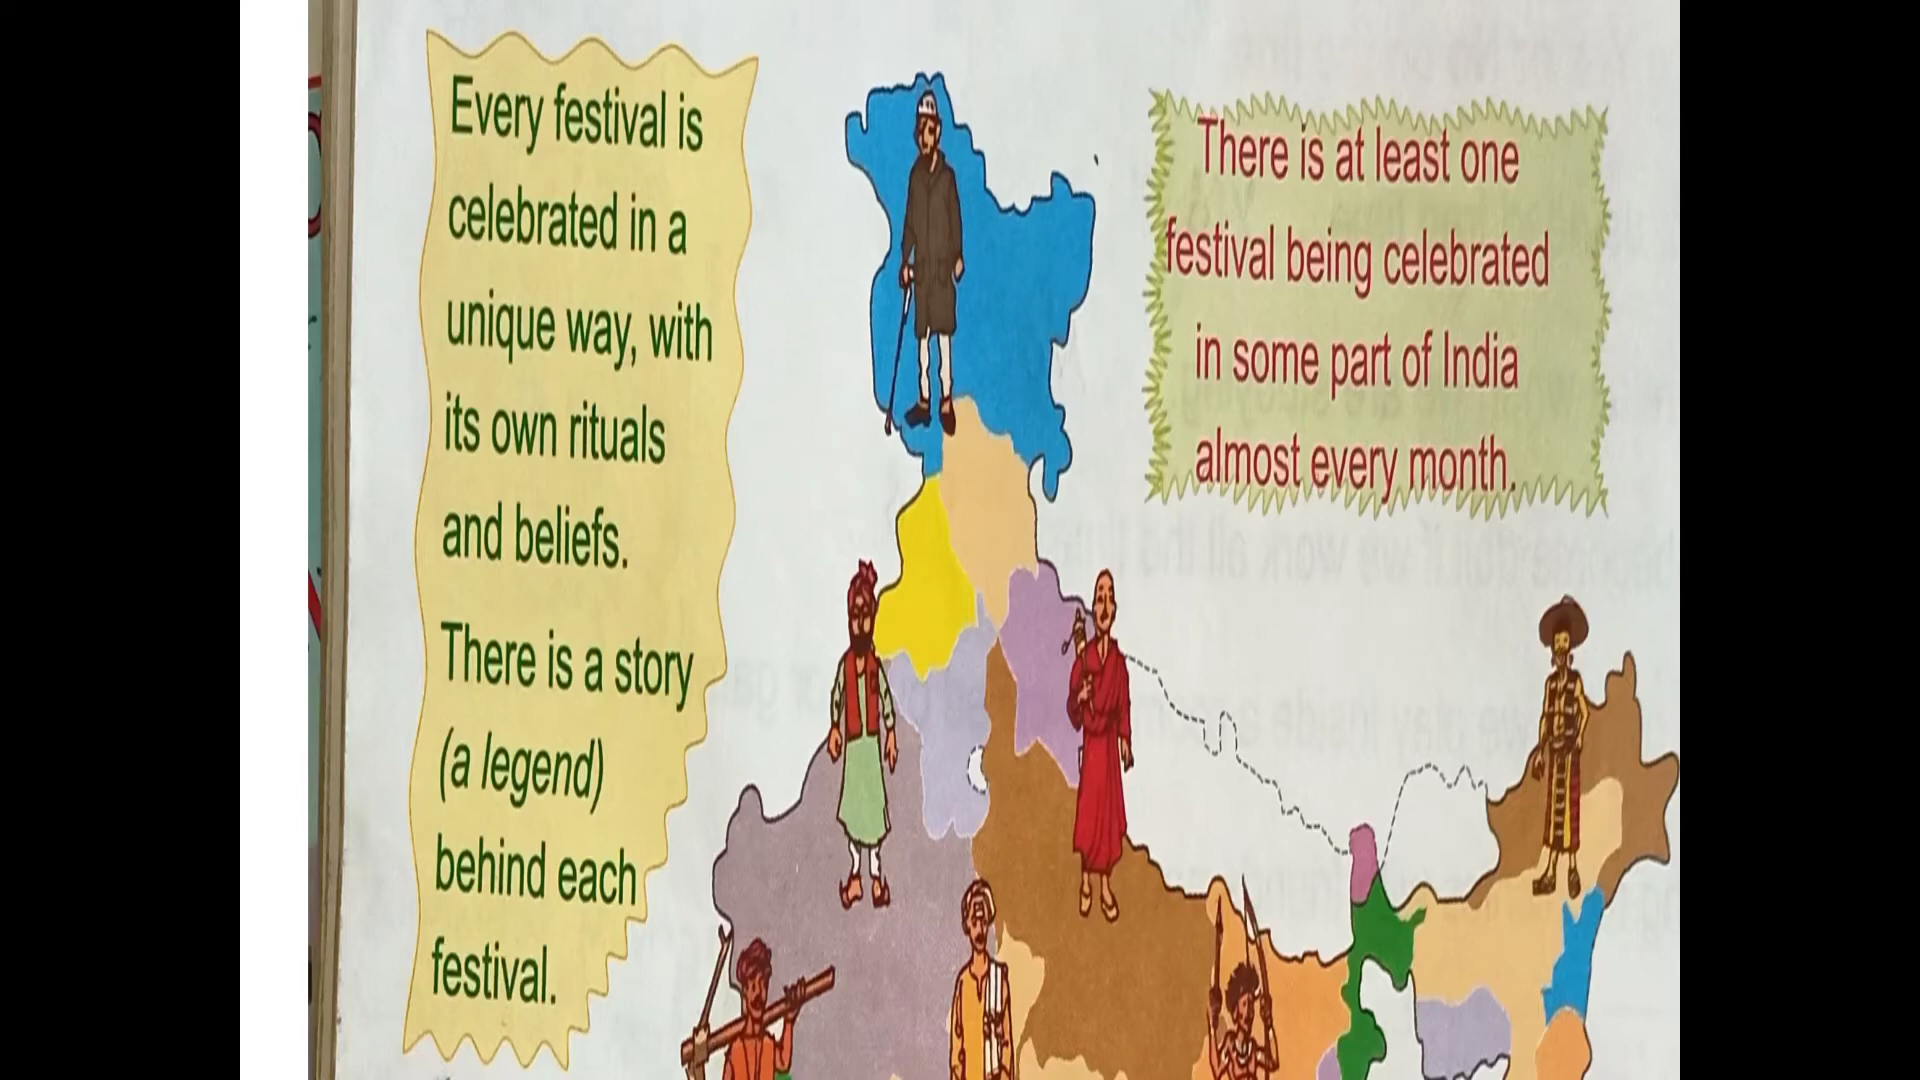 Every festival is
celebrated in a
unique way, with
its own rituals
and beliefs.
There is a story
(a legend)
behind each
festival.
There is at least one
festival being celebrated
in some part of India
almost every month.